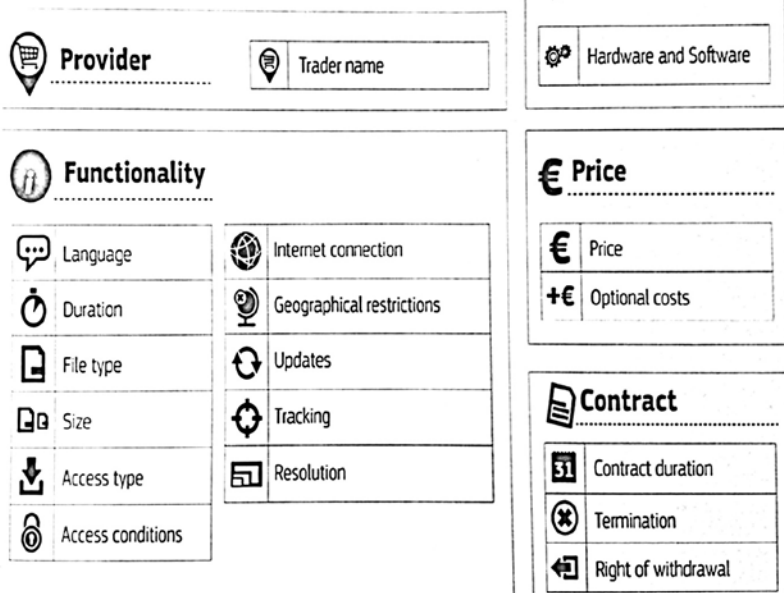 Provider
Trader name
Hardware and Software
Functionality
Language
Duration
File type
Size
Access type
Access conditions
Internet connection
Geographical restrictions
Updates
Tracking
Resolution
€ Price
€ Price
+€ Optional costs
Contract
31 Contract duration
Termination
Right of withdrawal